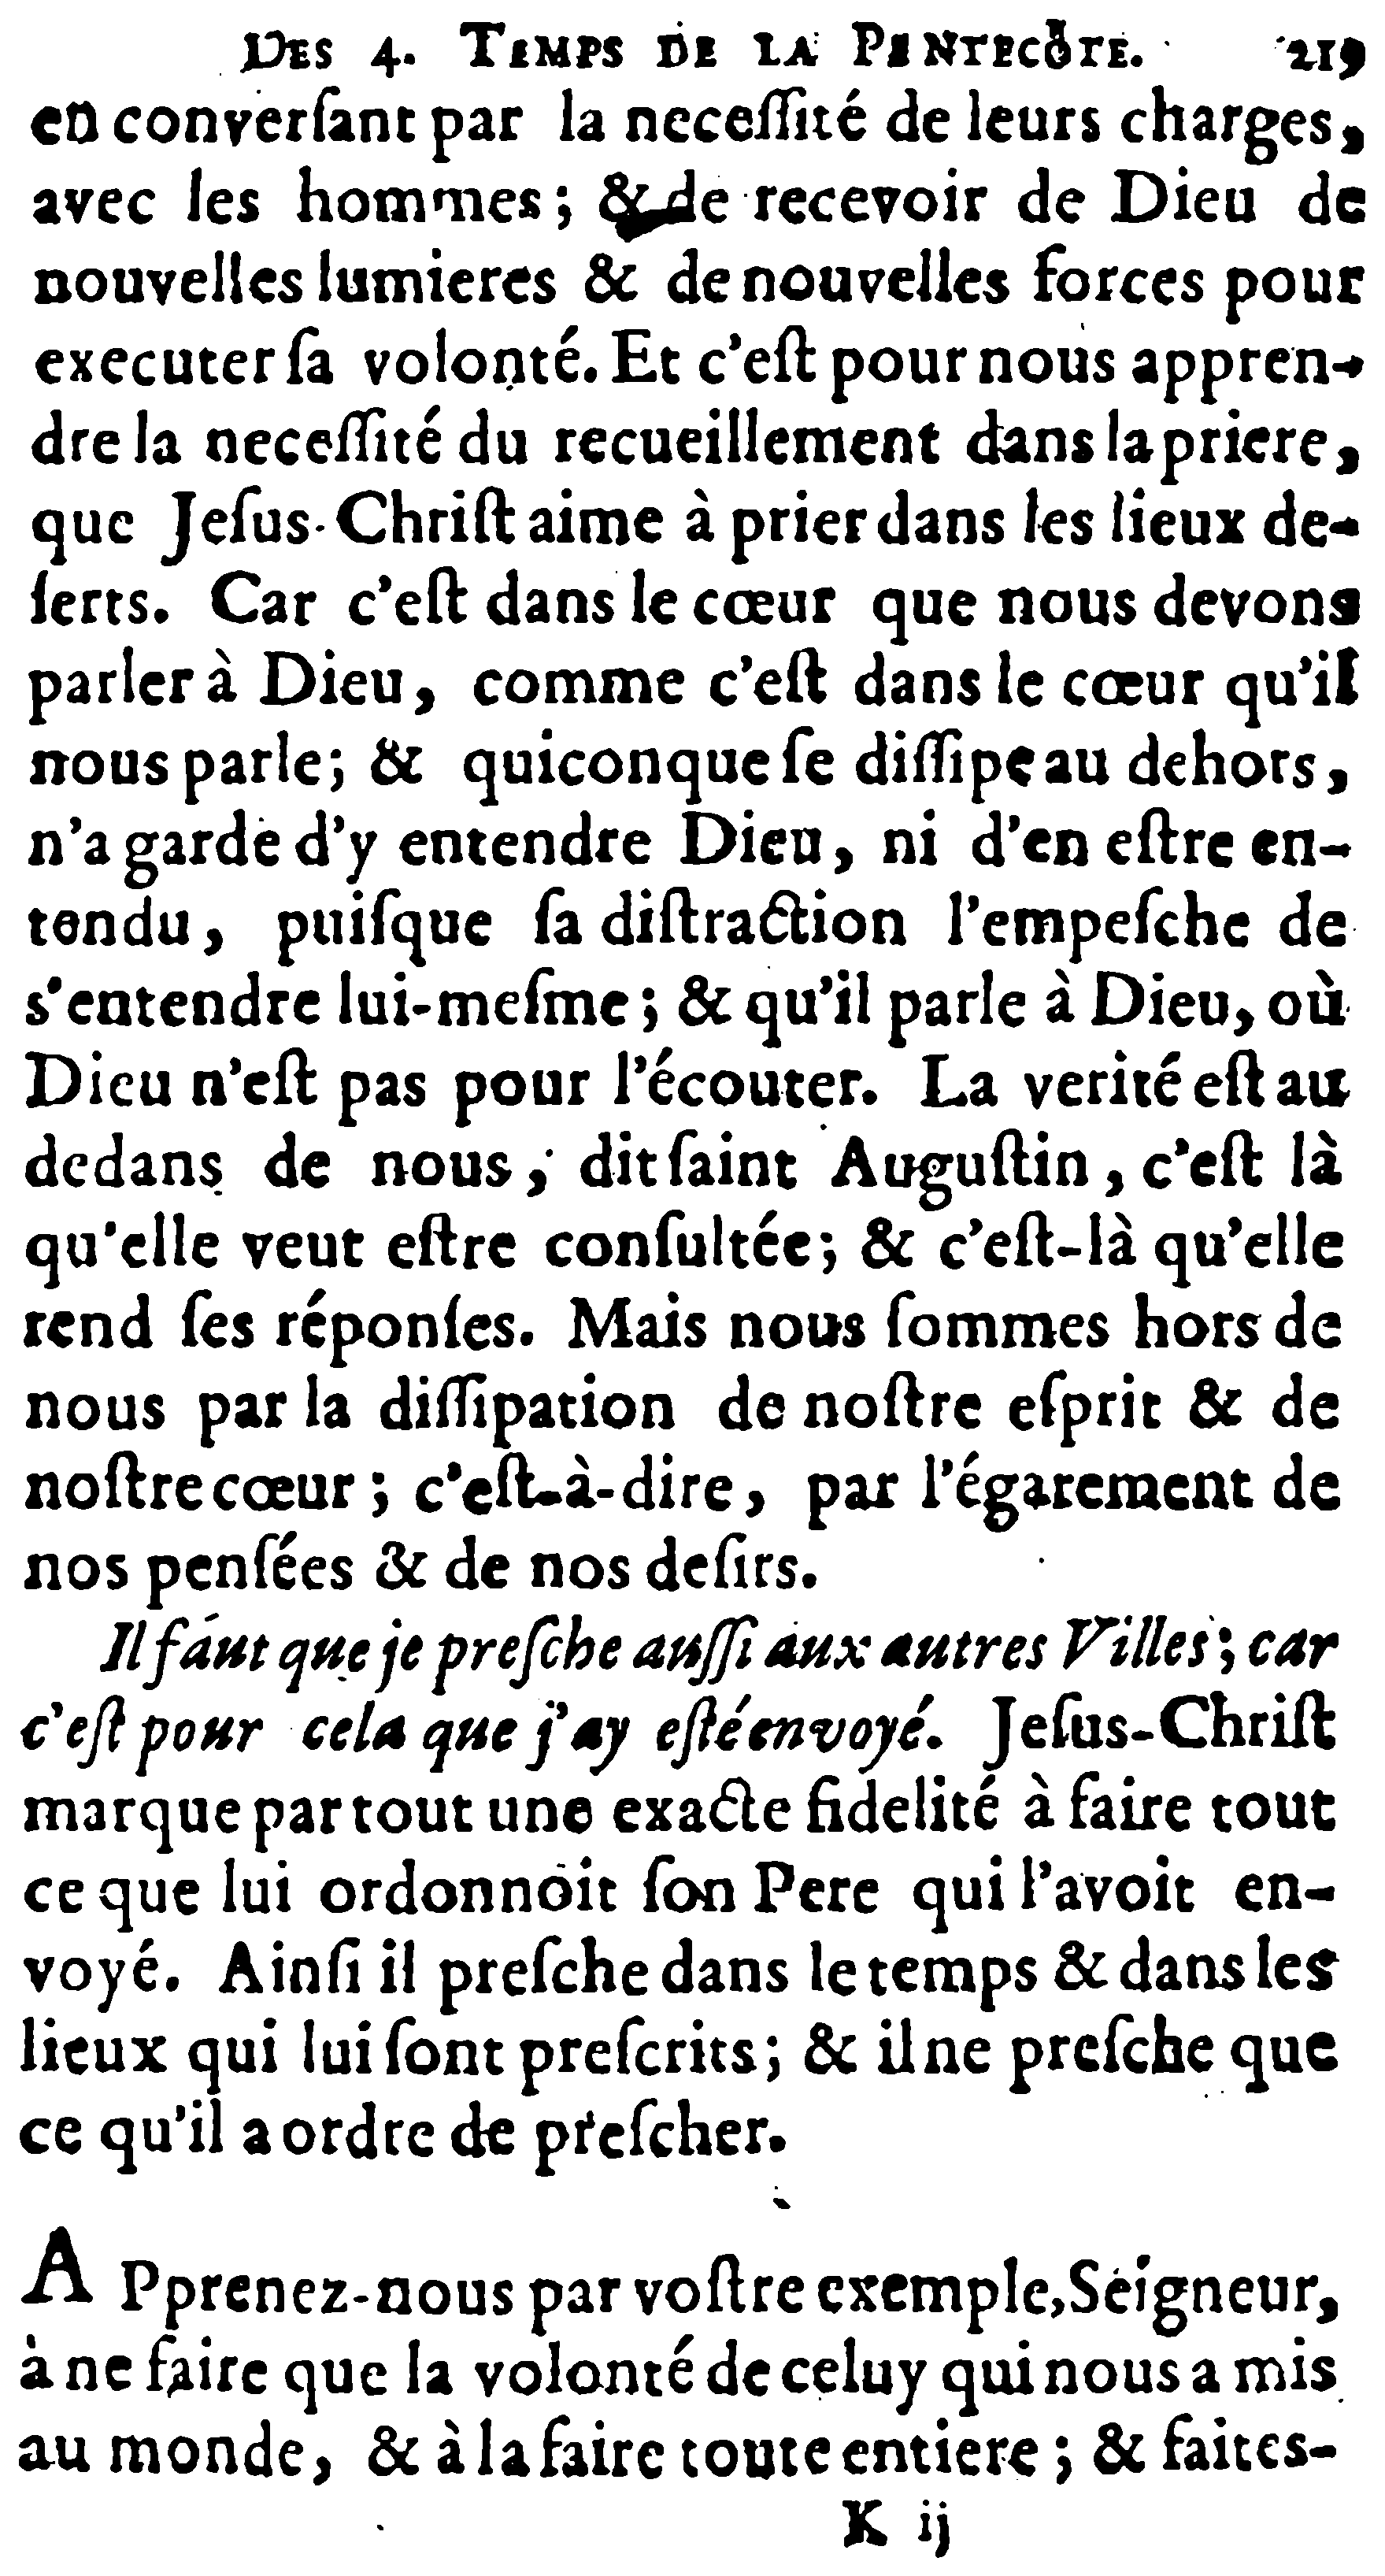 DES 4. TEMPS DE LA PENTECÔTE. 219
en converſant par la neceſſité de leurs charges,
avec les hommes; & de recevoir de Dieu de
nouvelles lumieres & de nouvelles forces pour
executer ſa volonté. Et c'eſt pour nous appren-
dre la neceſſité du recueillement dans la priere,
que Jeſus-Chriſt aime à prier dans les lieux de-
ſerts. Car c'eſt dans le cœur que nous devons
parler à Dieu, comme c'eſt dans le cœur qu'il
nous parle; & quiconque ſe diſſipe au dehors,
n'a garde d'y entendre Dieu, ni d'en eſtre en-
tendu, puiſque ſa diſtraction l'empeſche de
s'entendre lui-meſme; & qu'il parle à Dieu, où
Dieu n'eſt pas pour l'écouter. La verité eſt au
dedans de nous, dit ſaint Auguſtin, c'eſt là
qu'elle veut eſtre conſultée; & c'eſt-là qu'elle
rend ſes réponſes. Mais nous ſommes hors de
nous par la diſſipation de noſtre eſprit & de
noſtre cœur; c'eſt-à-dire, par l'égarement de
nos penſées & de nos deſirs.
Il faut que je preſche auſſi aux autres Villes; car
c'eſt pour cela que j'ay eſté envoyé. Jeſus-Chriſt
marque par tout une exacte fidelité à faire tout
ce que lui ordonnoit ſon Pere qui l'avoit en-
voyé. Ainſi il preſche dans le temps & dans les
lieux qui lui ſont preſcrits; & il ne preſche que
ce qu'il a ordre de preſcher.
APprenez-nous par voſtre exemple, Seigneur,
à ne faire que la volonté de celuy qui nous a mis
au monde, & à la faire toute entiere; & faites-
K ij